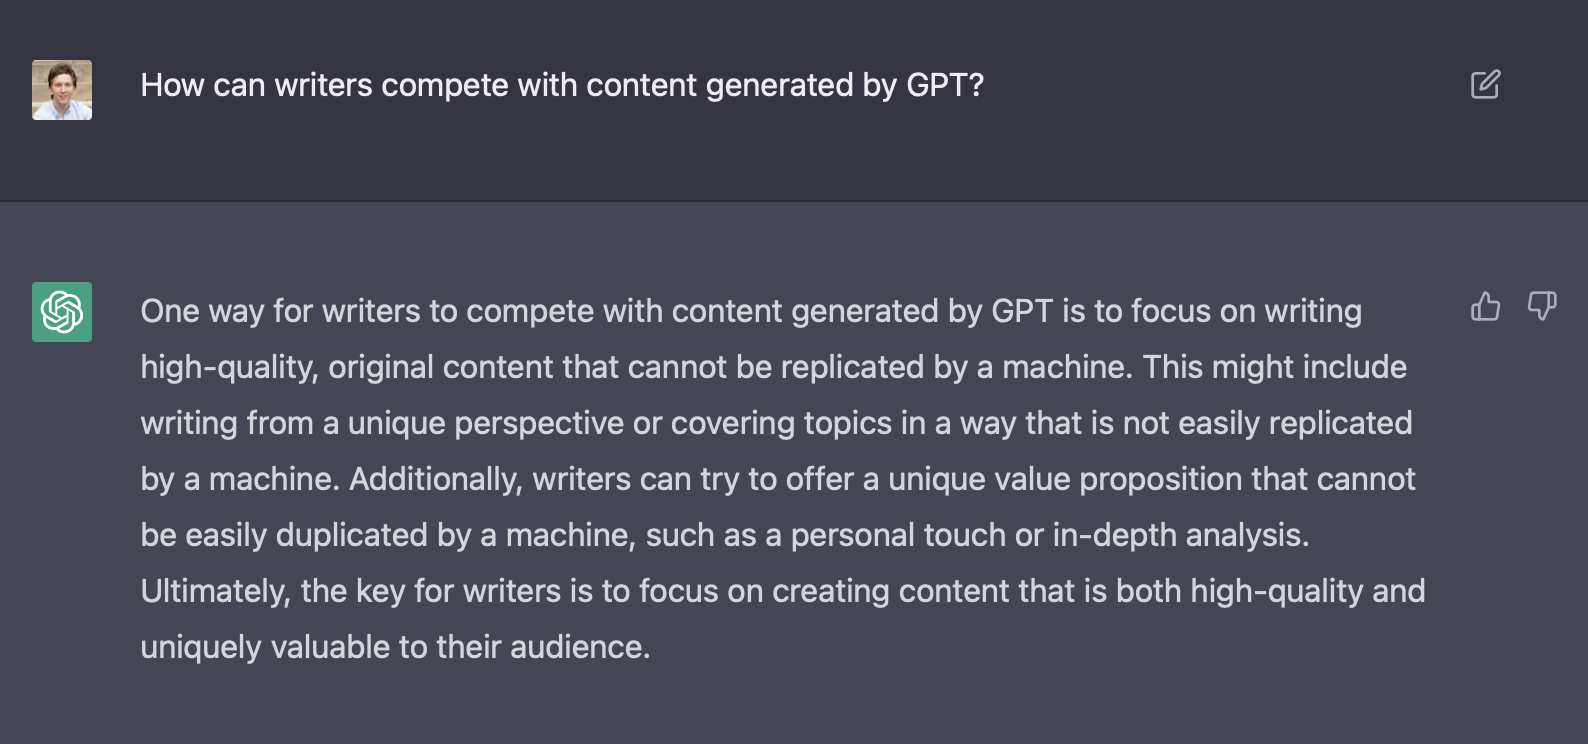 How can writers compete with content generated by GPT?
One way for writers to compete with content generated by GPT is to focus on writing
high-quality, original content that cannot be replicated by a machine. This might include
writing from a unique perspective or covering topics in a way that is not easily replicated
by a machine. Additionally, writers can try to offer a unique value proposition that cannot
be easily duplicated by a machine, such as a personal touch or in-depth analysis.
Ultimately, the key for writers is to focus on creating content that is both high-quality and
uniquely valuable to their audience.